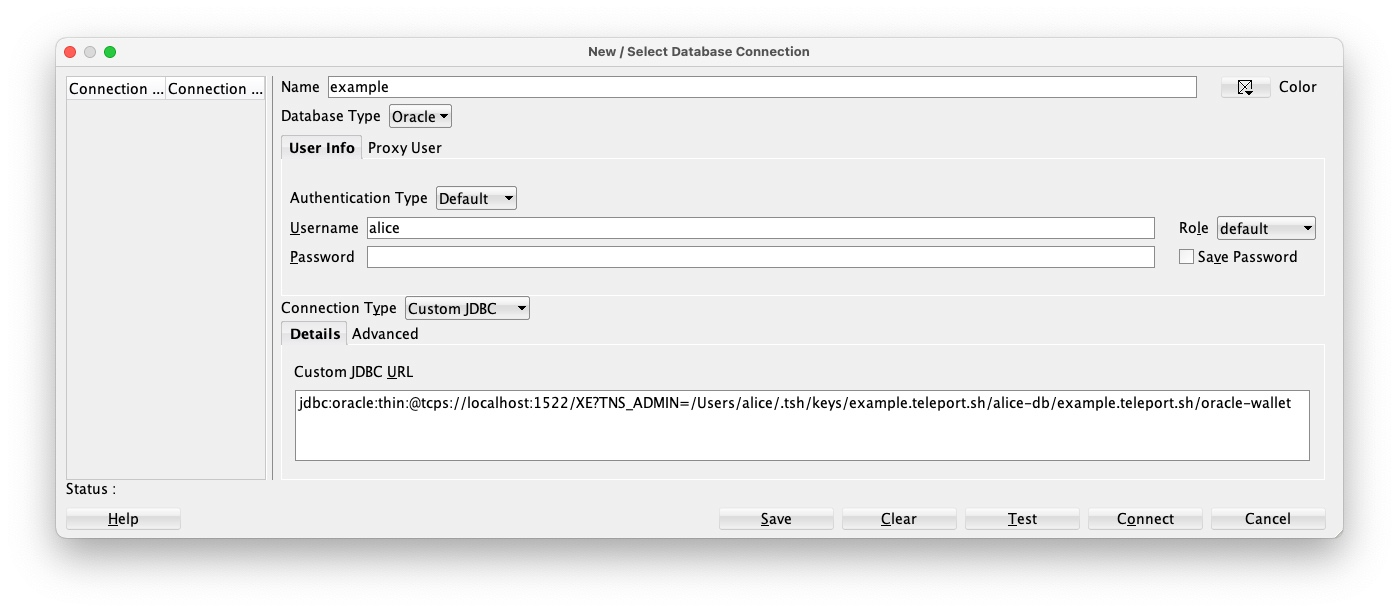 New / Select Database Connection
Connection ... Connection ...
Name example Color
Database Type Oracle
User Info Proxy User
Authentication Type Default
Username alice Role default
Password Save Password
Connection Type Custom JDBC
Details Advanced
Custom JDBC URL
jdbc:oracle:thin:@tcps://localhost:1522/XE?TNS_ADMIN=/Users/alice/.tsh/keys/example.teleport.sh/alice-db/example.teleport.sh/oracle-wallet
Status :
Help Save Clear Test Connect Cancel